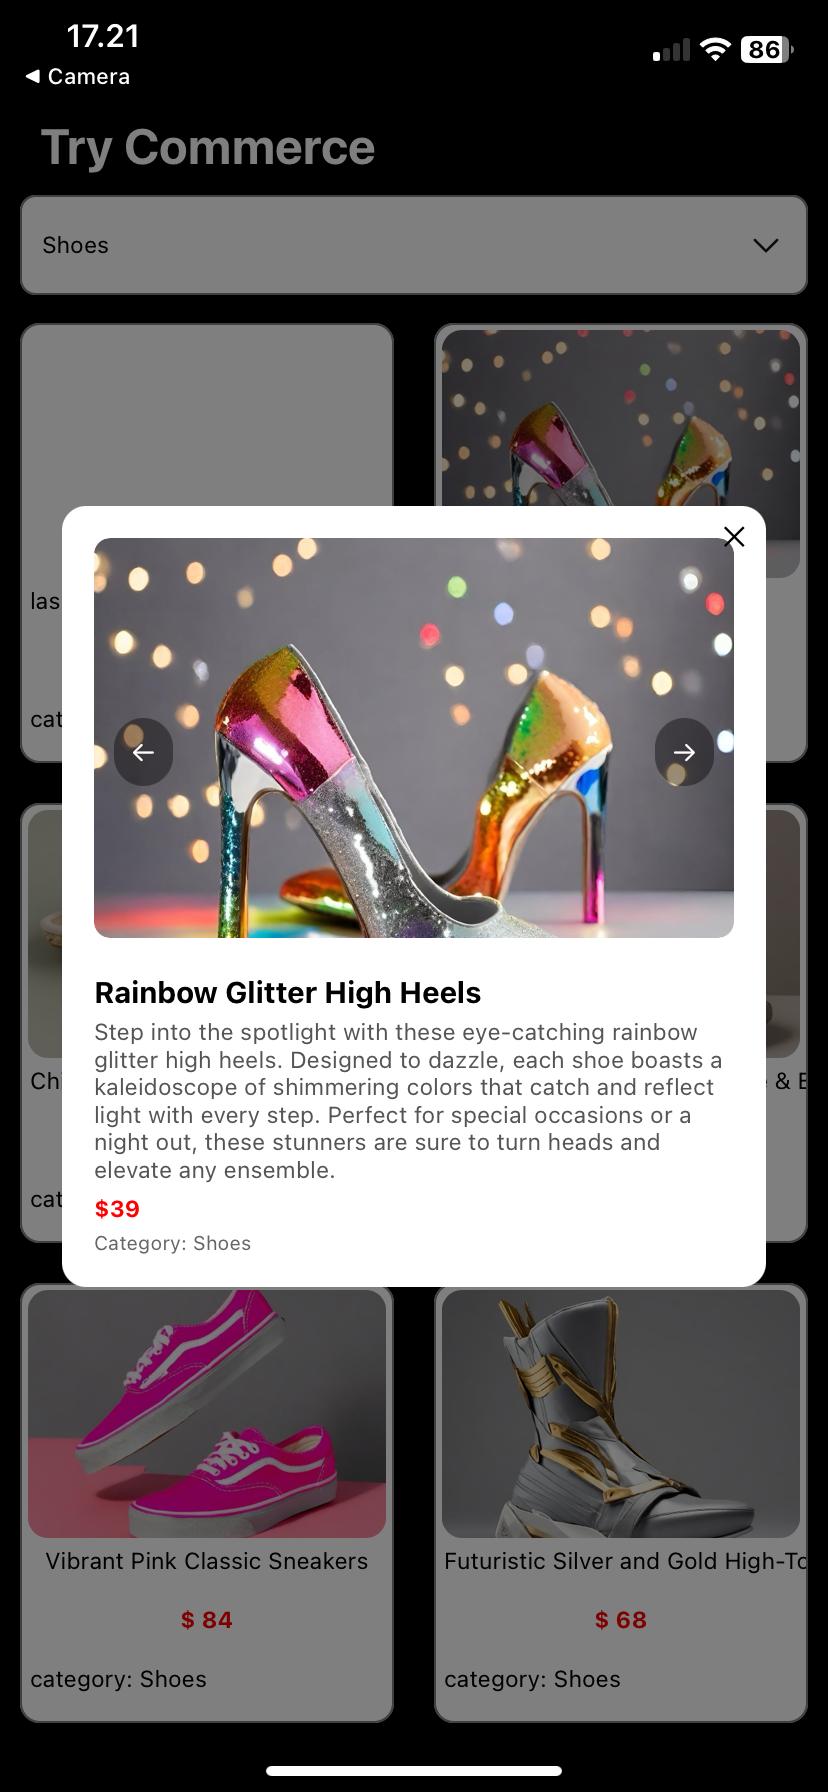 17.21
86
Camera
Try Commerce
Shoes
las
cat
Rainbow Glitter High Heels
Step into the spotlight with these eye-catching rainbow
glitter high heels. Designed to dazzle, each shoe boasts a
kaleidoscope of shimmering colors that catch and reflect
light with every step. Perfect for special occasions or a
night out, these stunners are sure to turn heads and
elevate any ensemble.
$39
Category: Shoes
Ch
& E
cat
Vibrant Pink Classic Sneakers
Futuristic Silver and Gold High-To
$ 84
$ 68
category: Shoes
category: Shoes